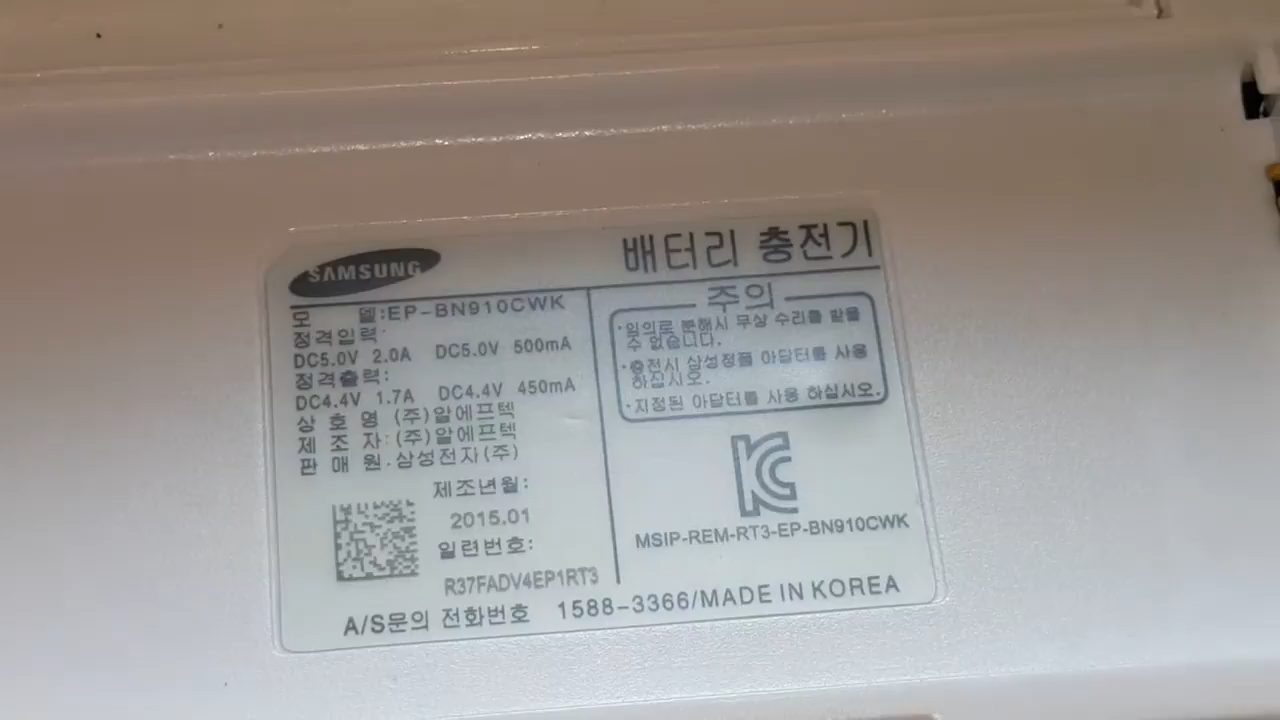 SAMSUNG
배터리 충전기
모 델:EP-BN910CWK
정격입력:
DC5.0V 2.0A DC5.0V 500mA
정격출력:
DC4.4V 1.7A DC4.4V 450mA
상 호 명 (주)알에프텍
제 조 자:(주)알에프텍
판 매 원.삼성전자(주)
제조년월:
2015.01
일련번호:
R37FADV4EP1RT3
주의
·임의로 분해시 무상 수리를 받을
수 없습니다.
·충전시 삼성정품 아답터를 사용
하십시오.
·지정된 아답터를 사용 하십시오.
KC
MSIP-REM-RT3-EP-BN910CWK
A/S문의 전화번호 1588-3366/MADE IN KOREA